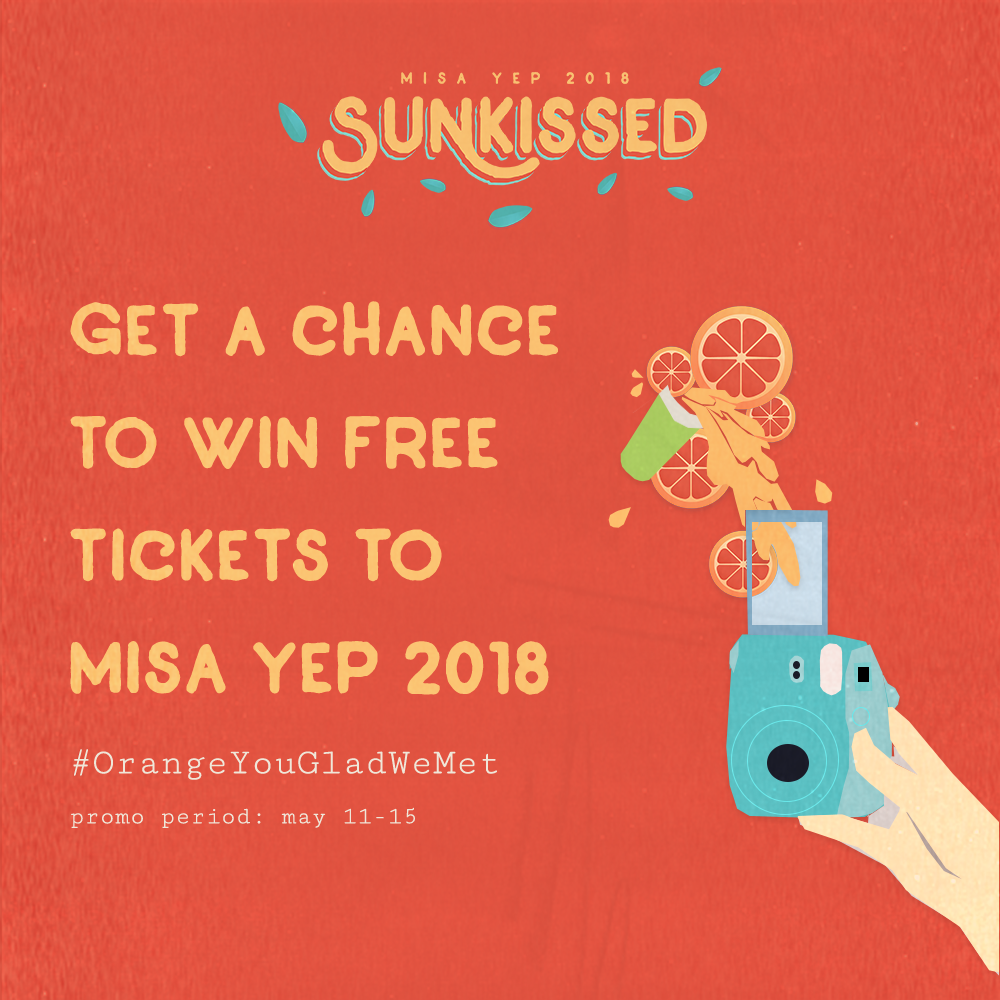 MISA YEP 2018
SUNKISSED
GET A CHANCE
TO WIN FREE
TICKETS TO
MISA YEP 2018
#OrangeYouGladWeMet
promo period: may 11-15